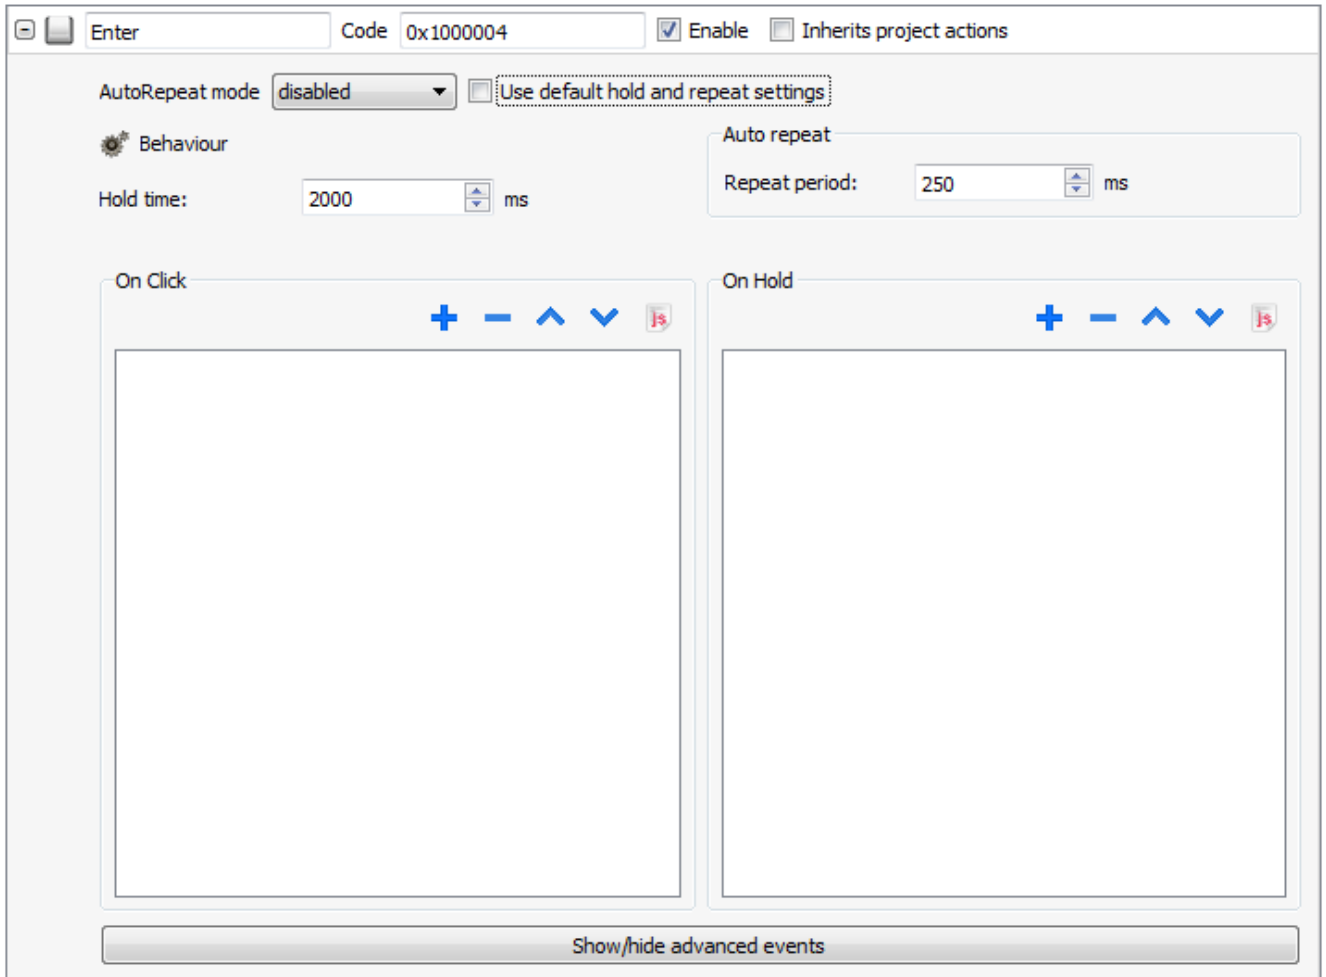 Enter Code 0x1000004 Enable Inherits project actions
AutoRepeat mode disabled Use default hold and repeat settings
Behaviour
Auto repeat
Hold time: 2000 ms
Repeat period: 250 ms
On Click
js
On Hold
js
Show/hide advanced events